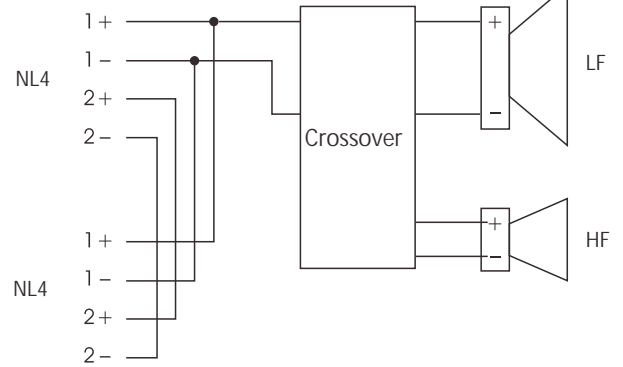 1+
1–
NL4
2+
2–
1+
1–
NL4
2+
2–
Crossover
+
–
LF
+
–
HF